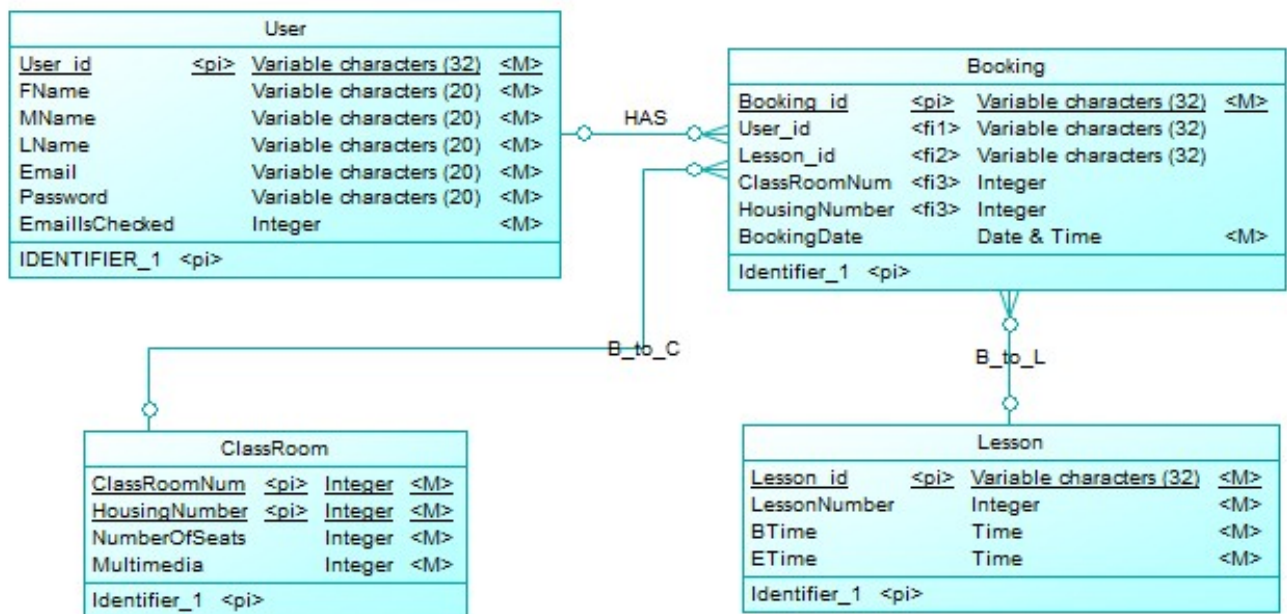 User
User_id <pi> Variable characters (32) <M>
FName Variable characters (20) <M>
MName Variable characters (20) <M>
LName Variable characters (20) <M>
Email Variable characters (20) <M>
Password Variable characters (20) <M>
EmailIsChecked Integer <M>
IDENTIFIER_1 <pi>
HAS
Booking
Booking_id <pi> Variable characters (32) <M>
User_id <fi1> Variable characters (32)
Lesson_id <fi2> Variable characters (32)
ClassRoomNum <fi3> Integer
HousingNumber <fi3> Integer
BookingDate Date & Time <M>
Identifier_1 <pi>
B_to_C
B_to_L
ClassRoom
ClassRoomNum <pi> Integer <M>
HousingNumber <pi> Integer <M>
NumberOfSeats Integer <M>
Multimedia Integer <M>
Identifier_1 <pi>
Lesson
Lesson_id <pi> Variable characters (32) <M>
LessonNumber Integer <M>
BTime Time <M>
ETime Time <M>
Identifier_1 <pi>